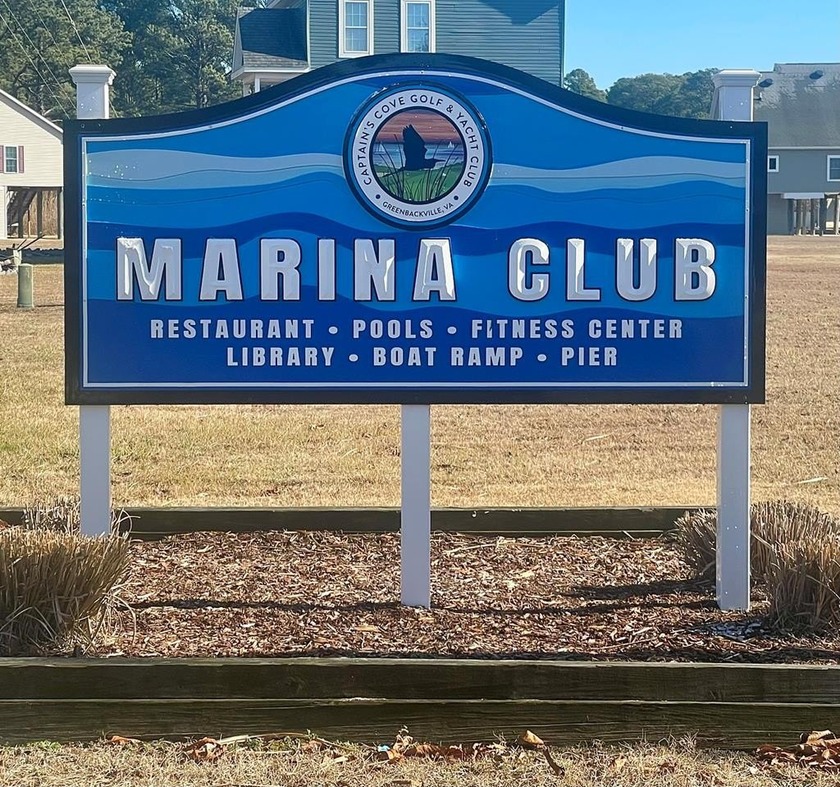 CAPTAIN'S COVE GOLF & YACHT CLUB
• GREENBACKVILLE, VA •
MARINA CLUB
RESTAURANT • POOLS • FITNESS CENTER
LIBRARY • BOAT RAMP • PIER